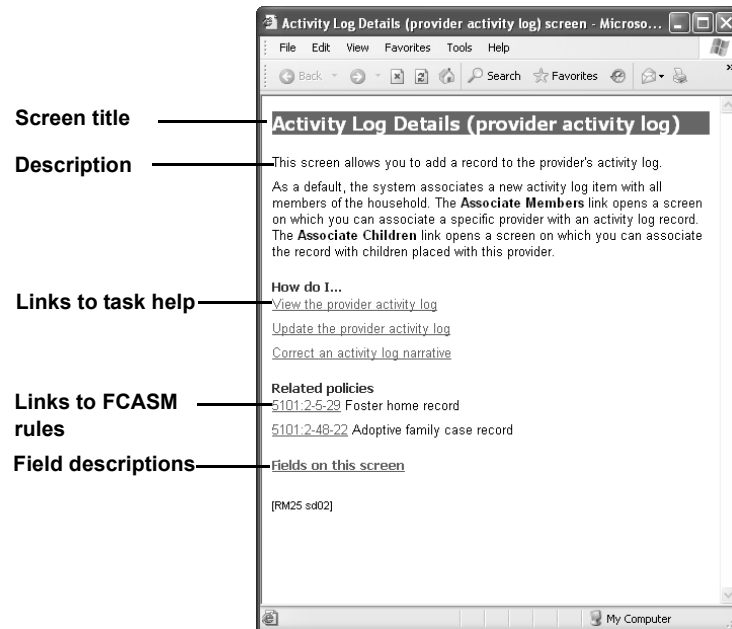 Activity Log Details (provider activity log) screen - Microso...
File Edit View Favorites Tools Help
Back Search Favorites »
Screen title
Activity Log Details (provider activity log)
Description
This screen allows you to add a record to the provider's activity log.
As a default, the system associates a new activity log item with all
members of the household. The Associate Members link opens a screen
on which you can associate a specific provider with an activity log record.
The Associate Children link opens a screen on which you can associate
the record with children placed with this provider.
How do I...
Links to task help
View the provider activity log
Update the provider activity log
Correct an activity log narrative
Related policies
Links to FCASM
rules
5101:2-5-29 Foster home record
5101:2-48-22 Adoptive family case record
Field descriptions
Fields on this screen
[RM25 sd02]
My Computer